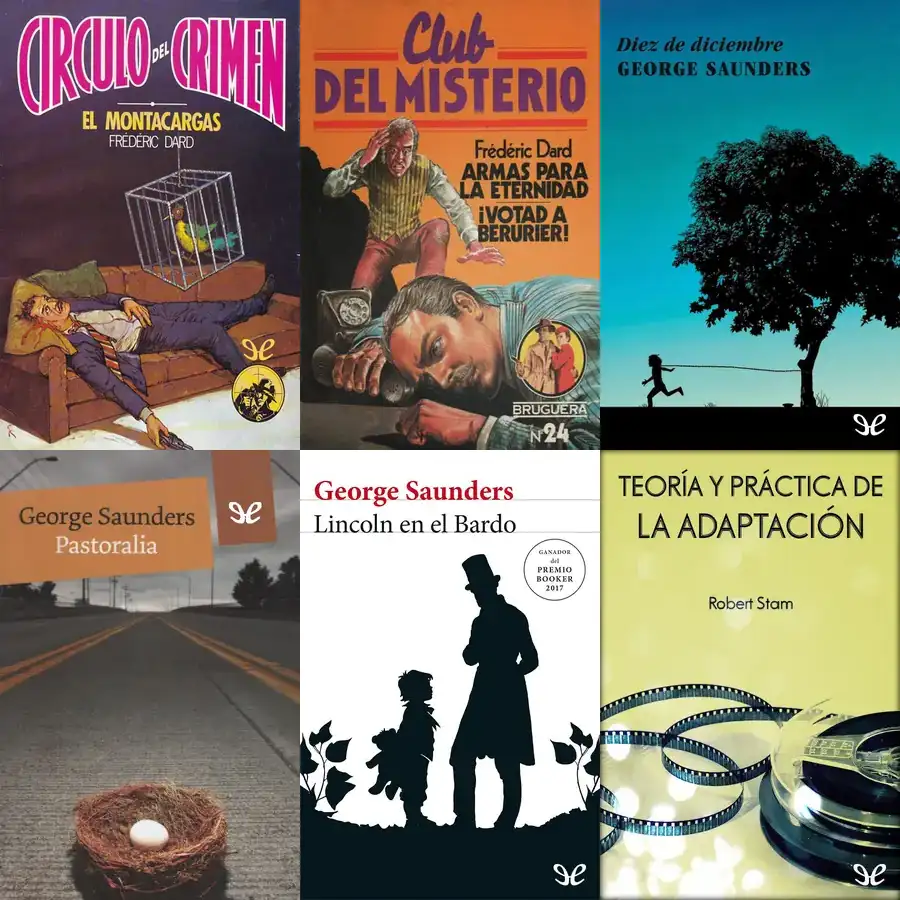 CIRCULO DEL CRIMEN
EL MONTACARGAS
FRÉDÉRIC DARD
Club
DEL MISTERIO
Frédéric Dard
ARMAS PARA
LA ETERNIDAD
¡VOTAD A
BERURIER!
BRUGUERA
Nº24
Diez de diciembre
GEORGE SAUNDERS
George Saunders
Pastoralia
George Saunders
Lincoln en el Bardo
GANADOR
del
PREMIO
BOOKER
2017
TEORÍA Y PRÁCTICA DE
LA ADAPTACIÓN
Robert Stam